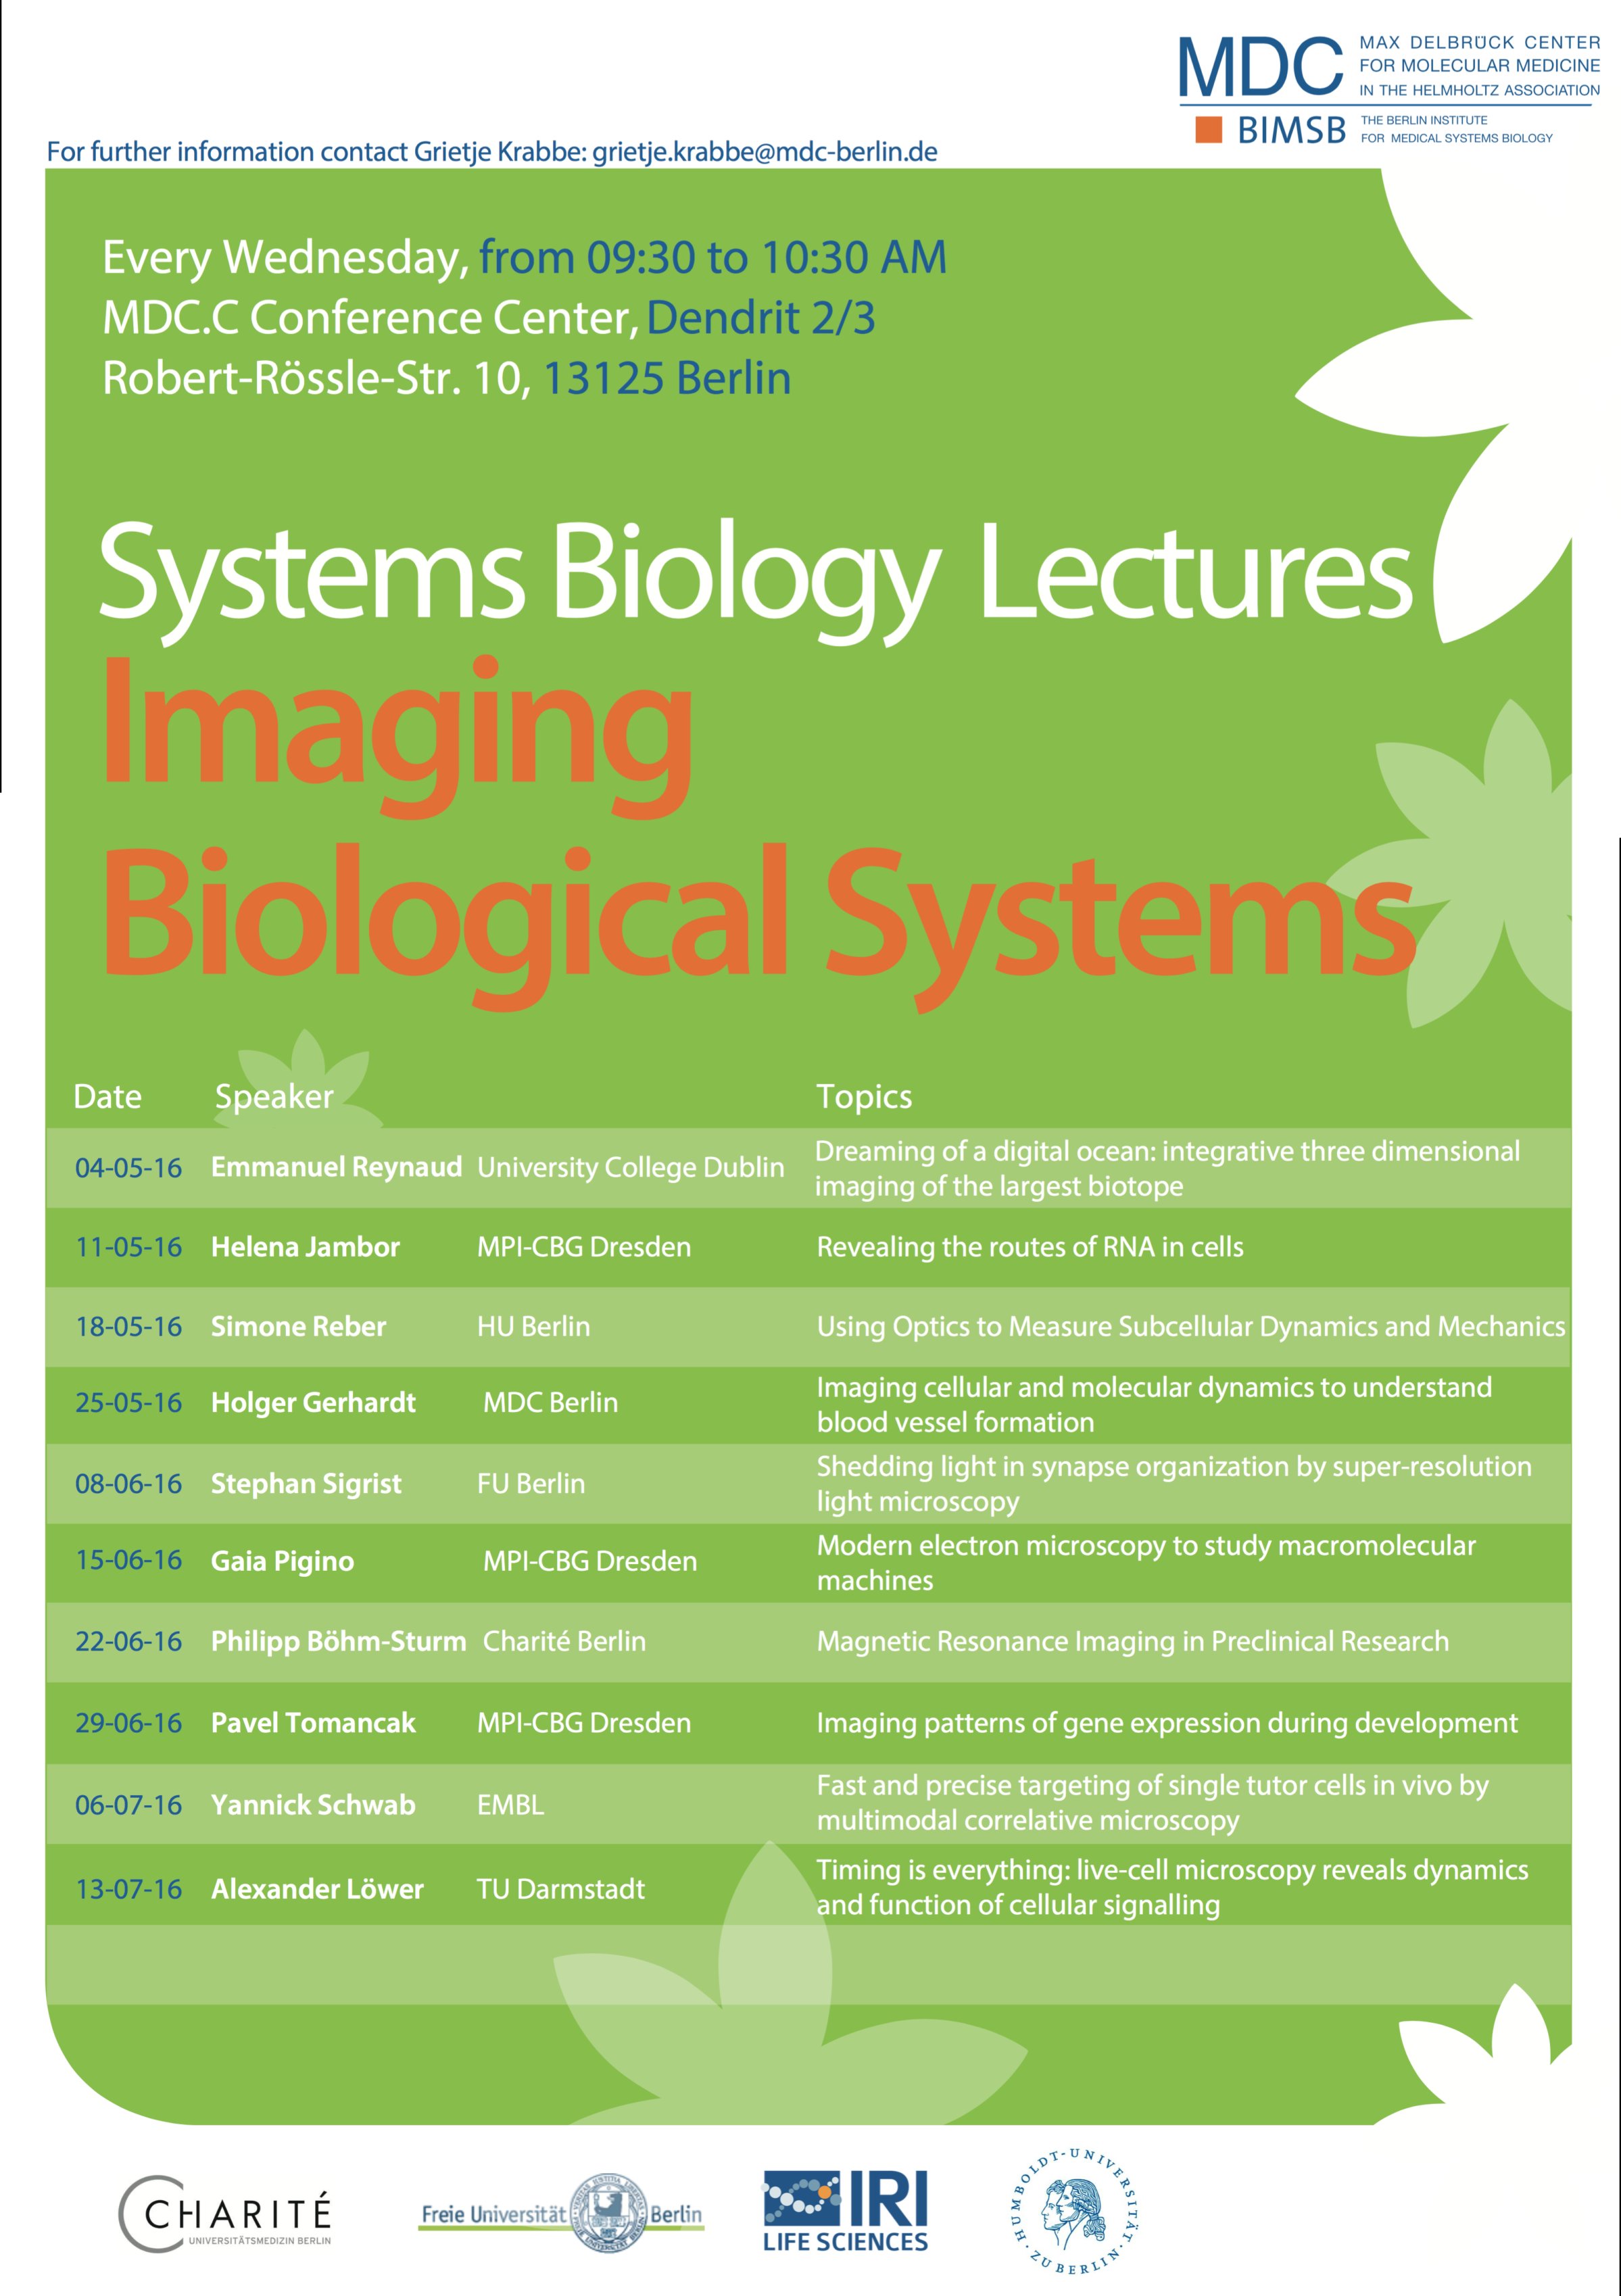 MDC
MAX DELBRÜCK CENTER
FOR MOLECULAR MEDICINE
IN THE HELMHOLTZ ASSOCIATION
BIMSB
THE BERLIN INSTITUTE
FOR MEDICAL SYSTEMS BIOLOGY
For further information contact Grietje Krabbe: grietje.krabbe@mdc-berlin.de
Every Wednesday, from 09:30 to 10:30 AM
MDC.C Conference Center, Dendrit 2/3
Robert-Rössle-Str. 10, 13125 Berlin
Systems Biology Lectures
Imaging
Biological Systems
Date Speaker Topics
04-05-16 Emmanuel Reynaud University College Dublin Dreaming of a digital ocean: integrative three dimensional
imaging of the largest biotope
11-05-16 Helena Jambor MPI-CBG Dresden Revealing the routes of RNA in cells
18-05-16 Simone Reber HU Berlin Using Optics to Measure Subcellular Dynamics and Mechanics
25-05-16 Holger Gerhardt MDC Berlin Imaging cellular and molecular dynamics to understand
blood vessel formation
08-06-16 Stephan Sigrist FU Berlin Shedding light in synapse organization by super-resolution
light microscopy
15-06-16 Gaia Pigino MPI-CBG Dresden Modern electron microscopy to study macromolecular
machines
22-06-16 Philipp Böhm-Sturm Charité Berlin Magnetic Resonance Imaging in Preclinical Research
29-06-16 Pavel Tomancak MPI-CBG Dresden Imaging patterns of gene expression during development
06-07-16 Yannick Schwab EMBL Fast and precise targeting of single tutor cells in vivo by
multimodal correlative microscopy
13-07-16 Alexander Löwer TU Darmstadt Timing is everything: live-cell microscopy reveals dynamics
and function of cellular signalling
CHARITÉ
UNIVERSITÄTSMEDIZIN BERLIN
Freie Universität Berlin
IRI
LIFE SCIENCES
HUMBOLDT-UNIVERSITÄT · ZU BERLIN ·